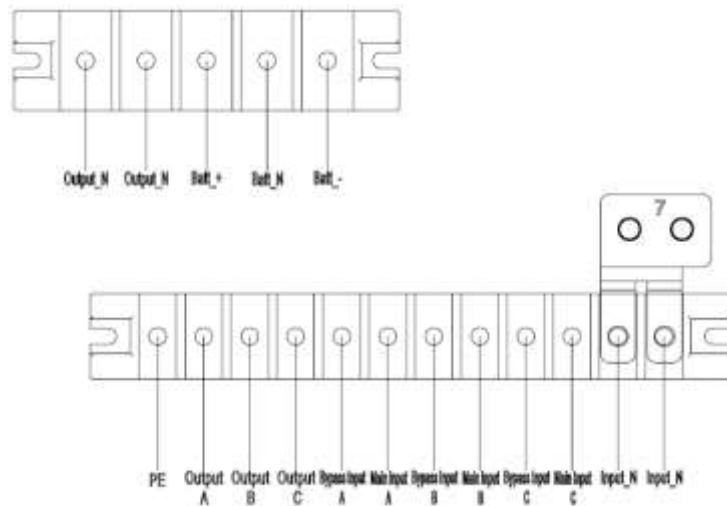 Output_N Output_N Batt_+ Batt_N Batt_-
7
PE Output A Output B Output C Bypass Input A Main Input A Bypass Input B Main Input B Bypass Input C Main Input C Input_N Input_N